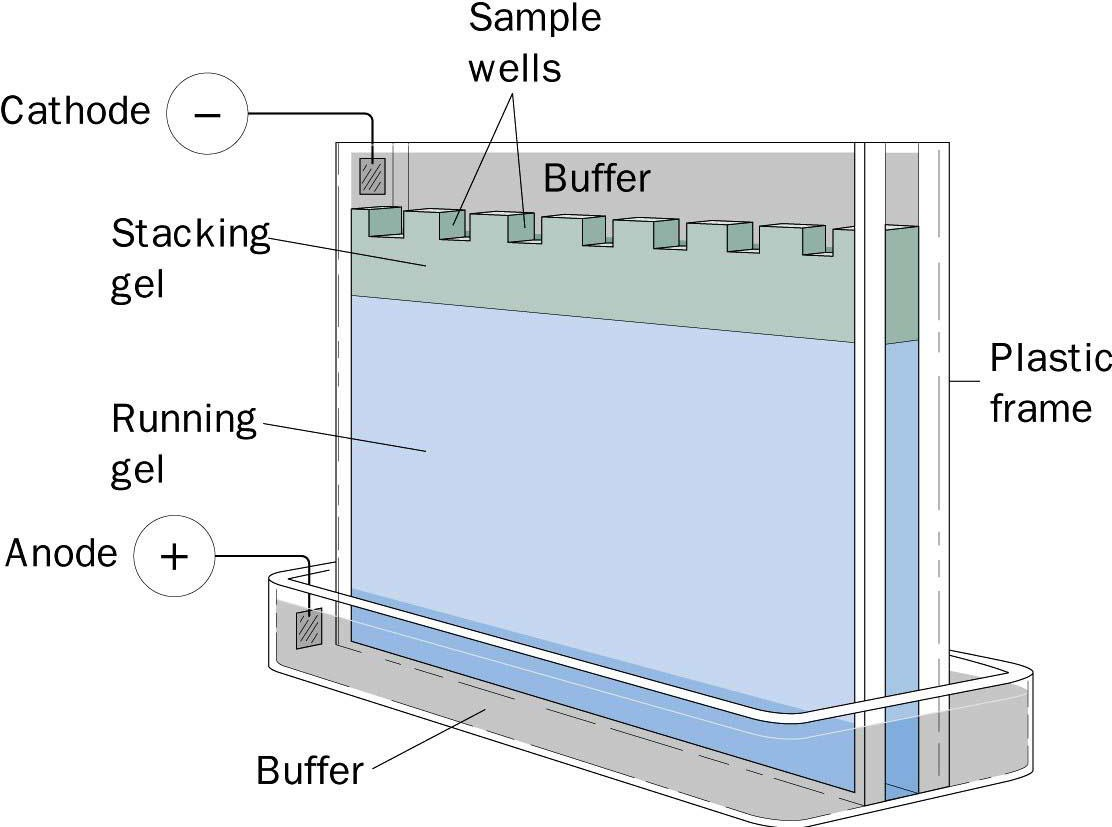 Sample
wells
Cathode −
Buffer
Stacking
gel
Plastic
frame
Running
gel
Anode +
Buffer